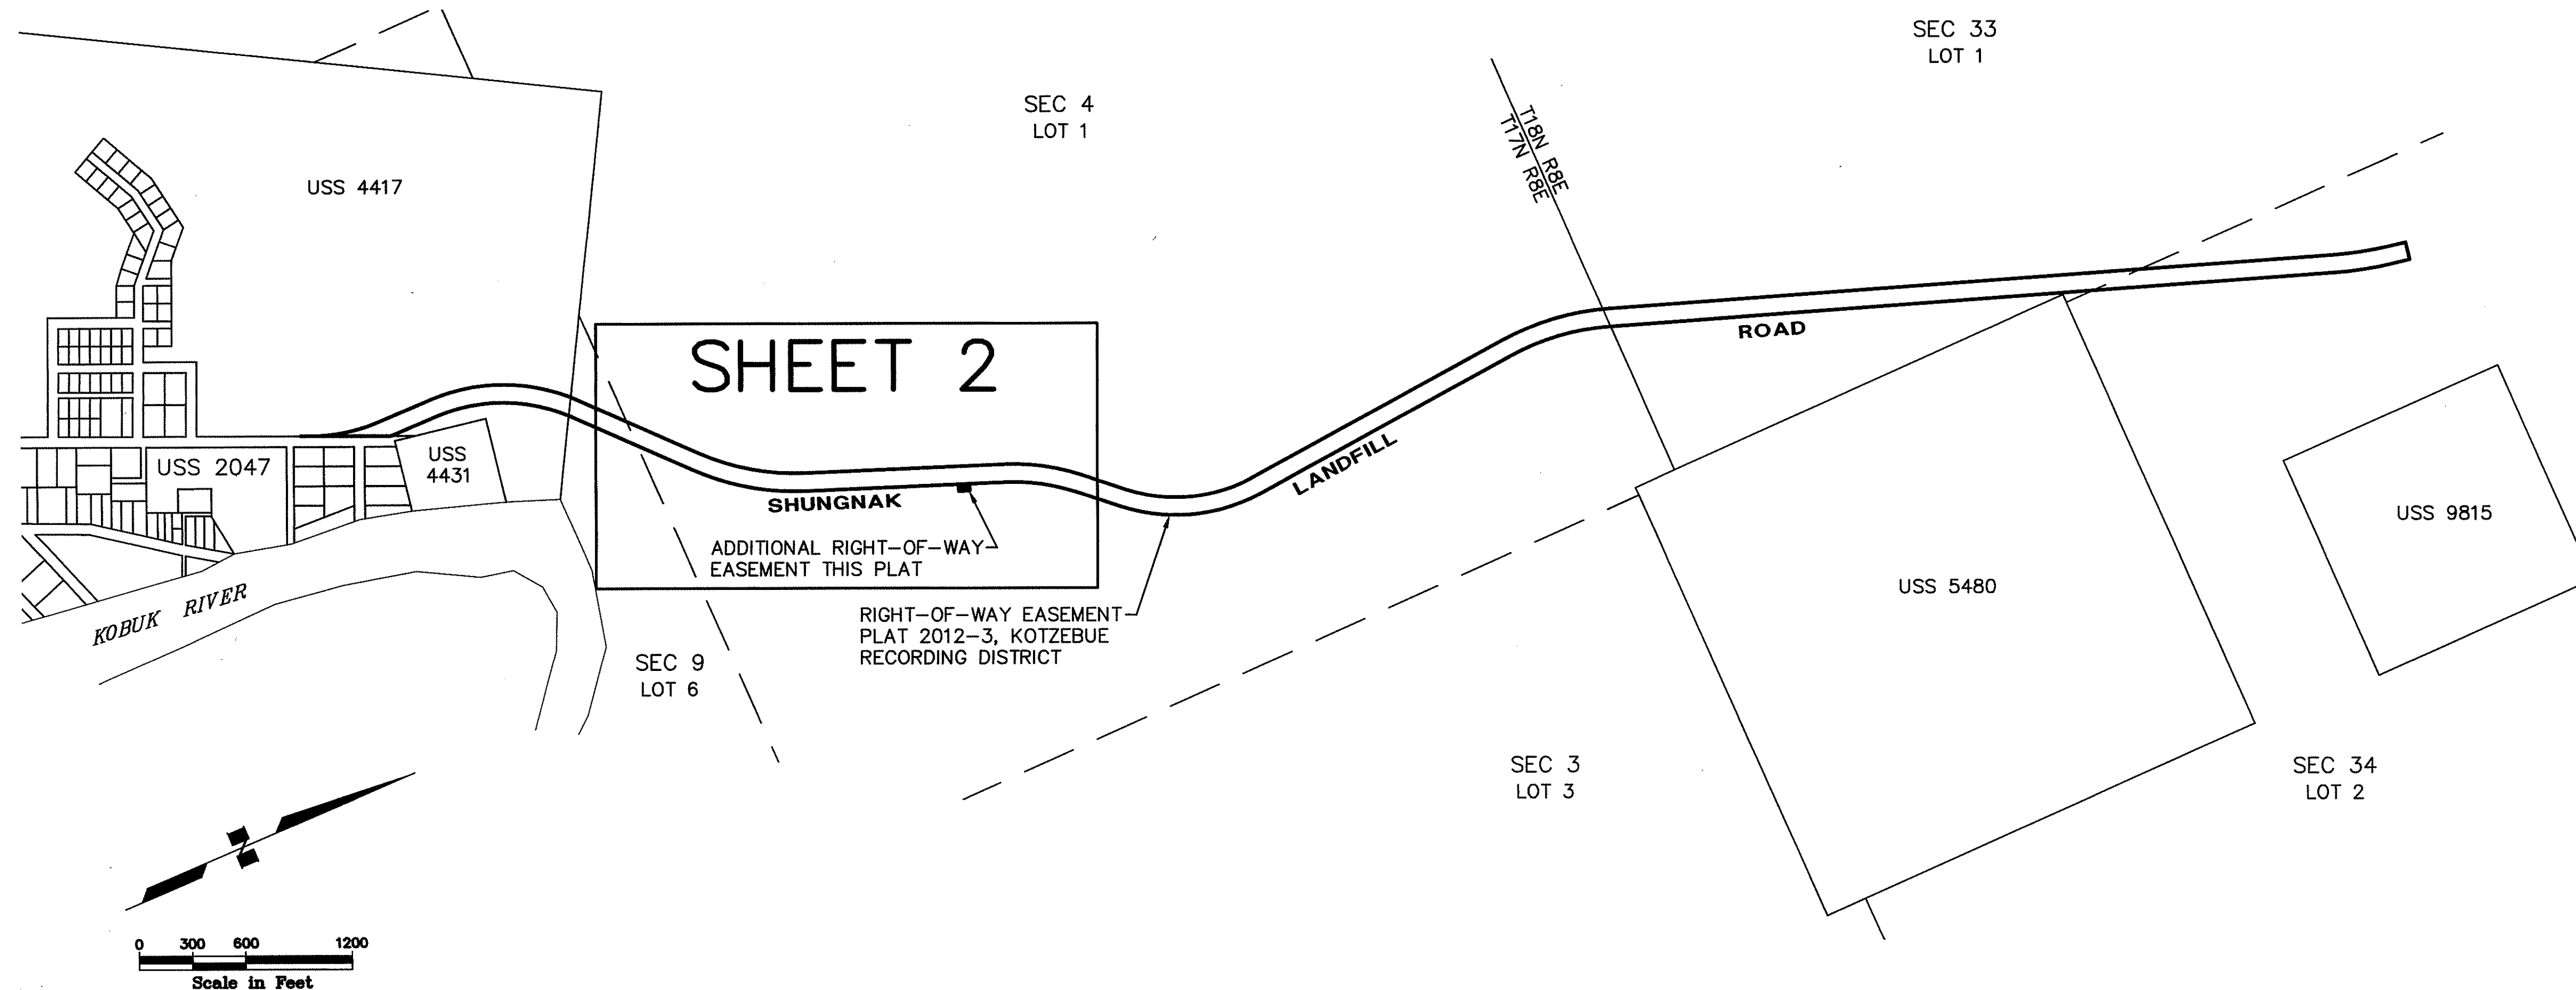 SEC 33
LOT 1
SEC 4
LOT 1
T18N R8E
T17N R8E
USS 4417
SHEET 2
ROAD
LANDFILL
USS 2047
USS
4431
SHUNGNAK
ADDITIONAL RIGHT-OF-WAY
EASEMENT THIS PLAT
USS 9815
USS 5480
KOBUK RIVER
RIGHT-OF-WAY EASEMENT
PLAT 2012-3, KOTZEBUE
RECORDING DISTRICT
SEC 9
LOT 6
SEC 3
LOT 3
SEC 34
LOT 2
N
0 300 600 1200
Scale in Feet